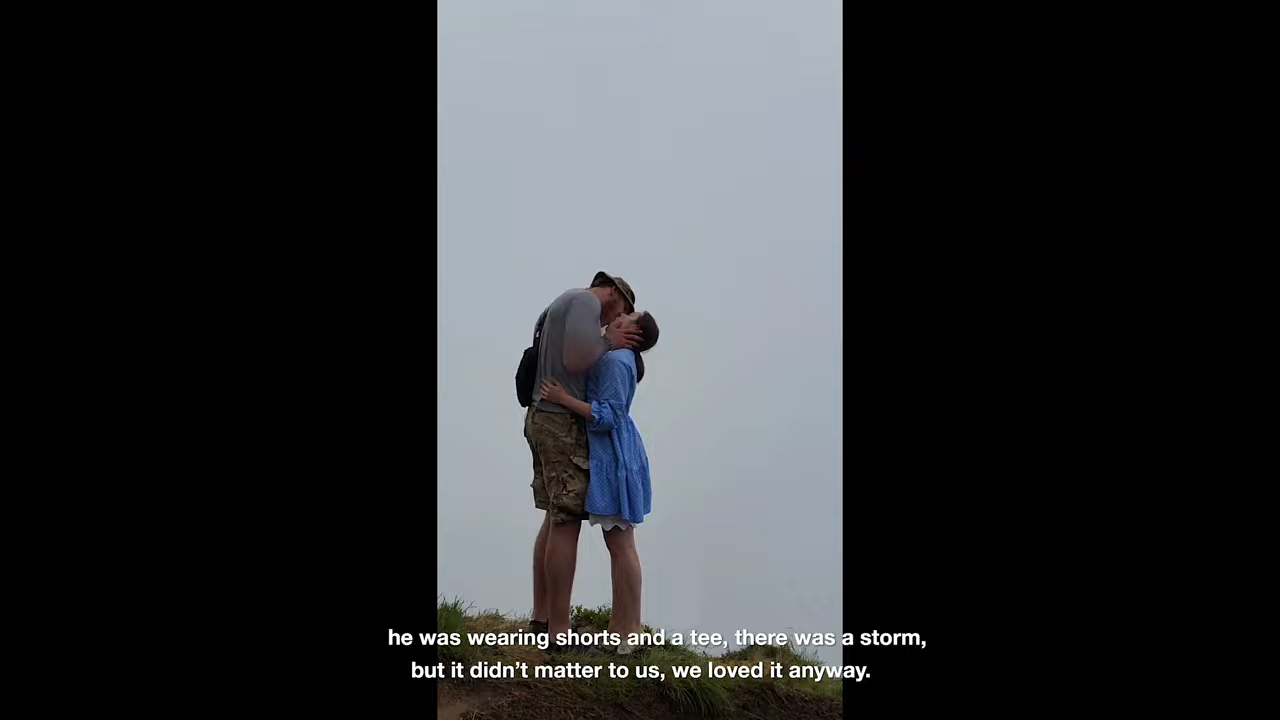 he was wearing shorts and a tee, there was a storm,
but it didn’t matter to us, we loved it anyway.